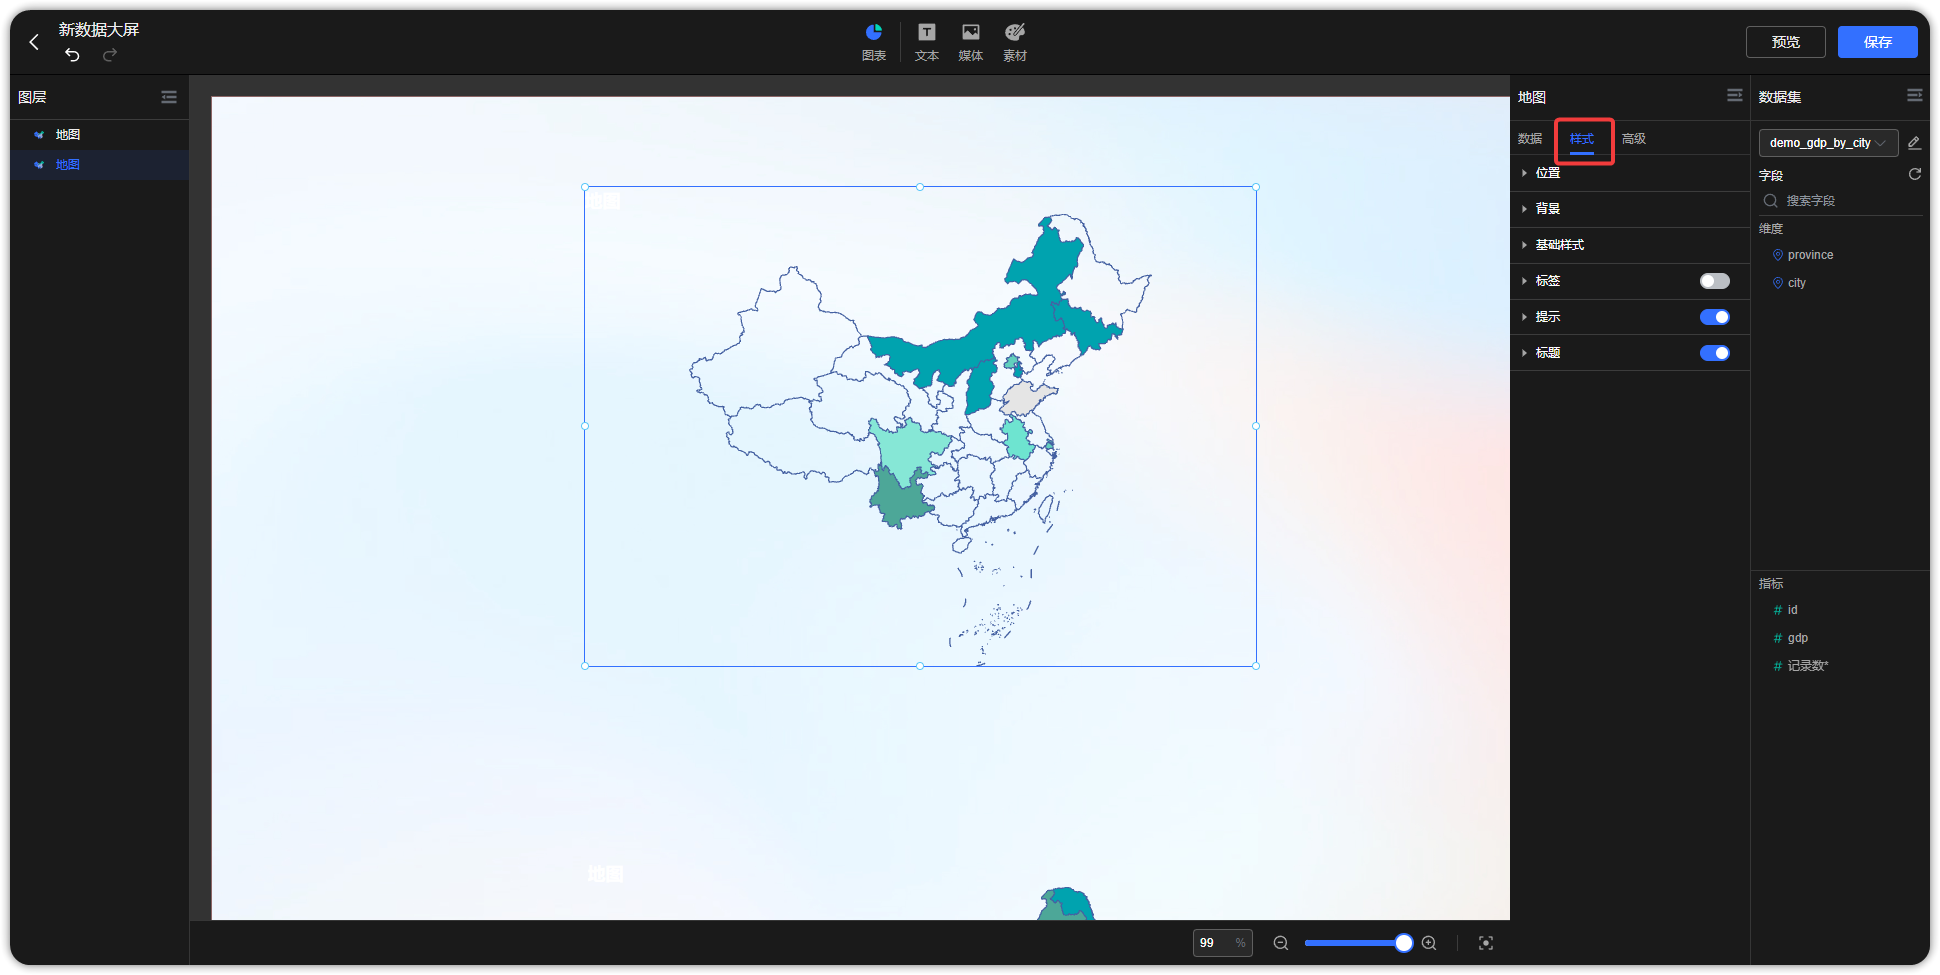 新数据大屏
图表
文本
媒体
素材
预览
保存
图层
地图
地图
地图
地图
99 %
地图
数据
样式
高级
位置
背景
基础样式
标签
提示
标题
数据集
demo_gdp_by_city
字段
搜索字段
维度
province
city
指标
# id
# gdp
# 记录数*